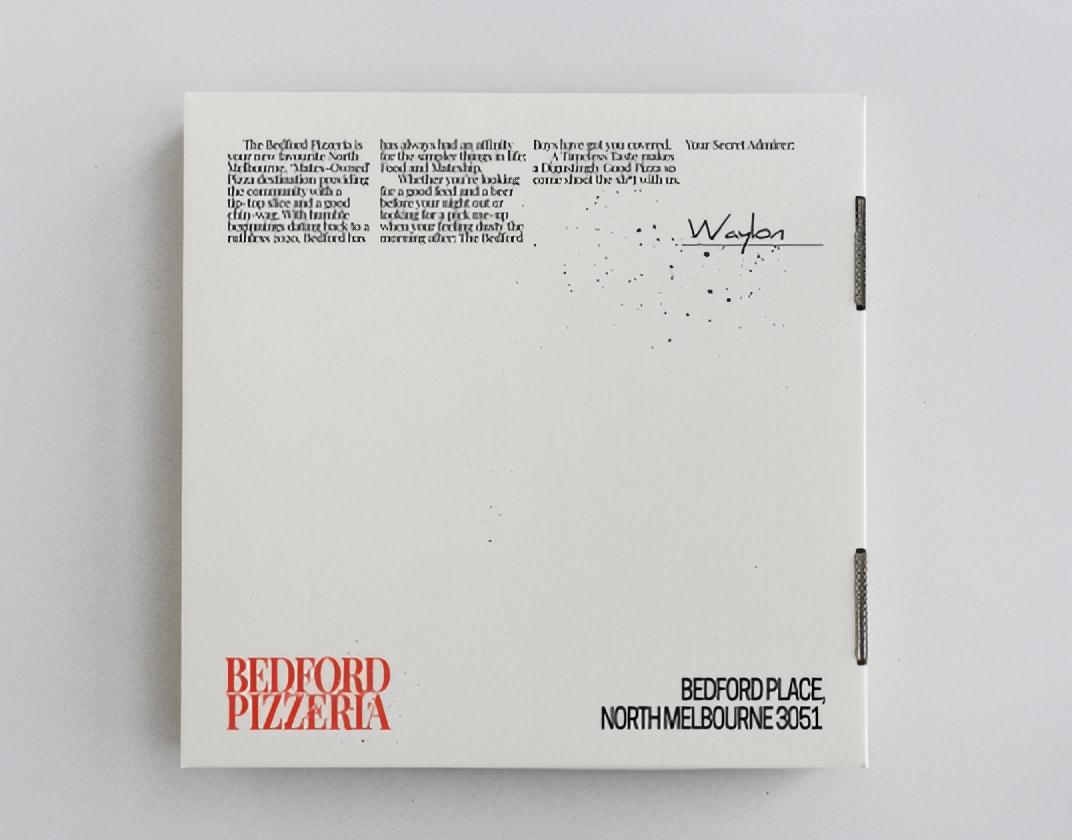 The Bedford Pizzeria is
your new favourite North
Melbourne, "Mates-Owned"
Pizza destination providing
the community with a
tip-top slice and a good
chin-wag. With humble
beginnings dating back to a
ruthless 2020, Bedford has
has always had an affinity
for the simpler things in life;
Food and Mateship.
Whether you're looking
for a good feed and a beer
before your night out or
looking for a pick me-up
when your feeling dusty the
morning after; The Bedford
Boys have got you covered.
A Timeless Taste makes
a Disgustingly Good Pizza so
come shoot the sh*t with us.
Your Secret Admirer;
Waylon
BEDFORD
PIZZERIA
BEDFORD PLACE,
NORTH MELBOURNE 3051